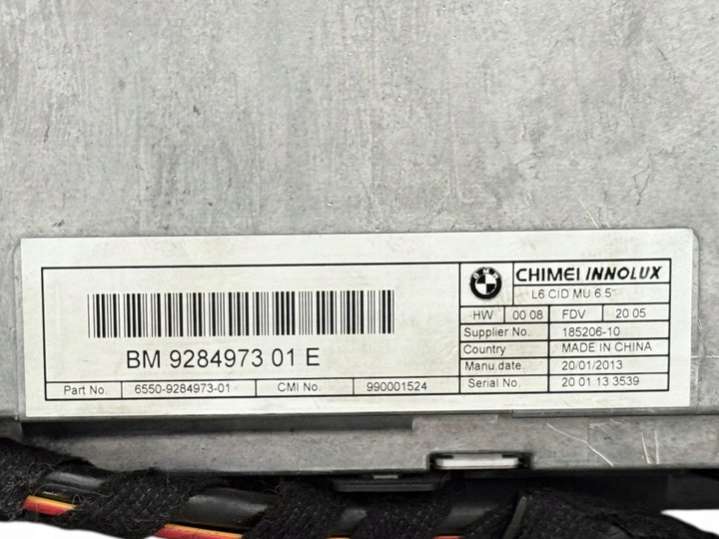 BMW
CHIMEI INNOLUX
L6 CID MU 6.5"
HW 00 08 FDV 20 05
Supplier No. 185206-10
Country MADE IN CHINA
Manu.date 20/01/2013
Serial No. 20 01 13 3539
BM 9284973 01 E
Part No. 6550-9284973-01 CMI No. 990001524